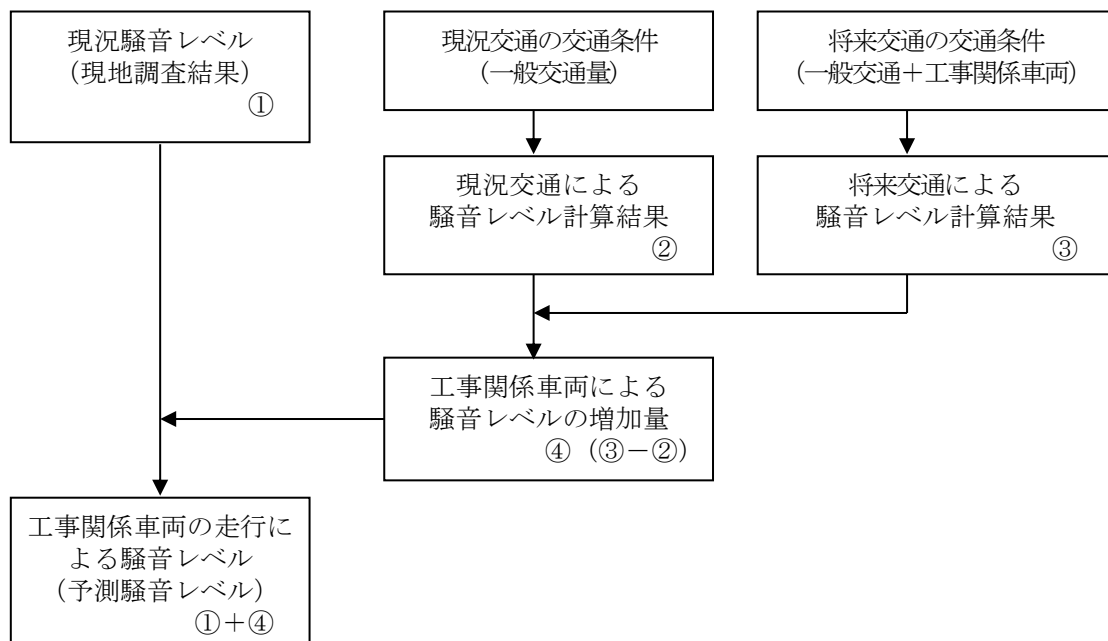 現況騒音レベル
（現地調査結果）
①
現況交通の交通条件
（一般交通量）
将来交通の交通条件
（一般交通＋工事関係車両）
現況交通による
騒音レベル計算結果
②
将来交通による
騒音レベル計算結果
③
工事関係車両による
騒音レベルの増加量
④（③－②）
工事関係車両の走行に
よる騒音レベル
（予測騒音レベル）
①＋④